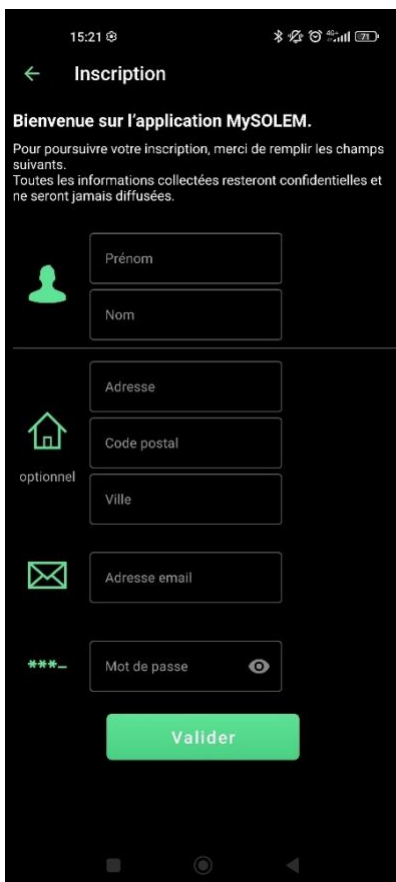 15:21
4G+
71
Inscription
Bienvenue sur l'application MySOLEM.
Pour poursuivre votre inscription, merci de remplir les champs
suivants.
Toutes les informations collectées resteront confidentielles et
ne seront jamais diffusées.
Prénom
Nom
Adresse
Code postal
optionnel
Ville
Adresse email
***_
Mot de passe
Valider